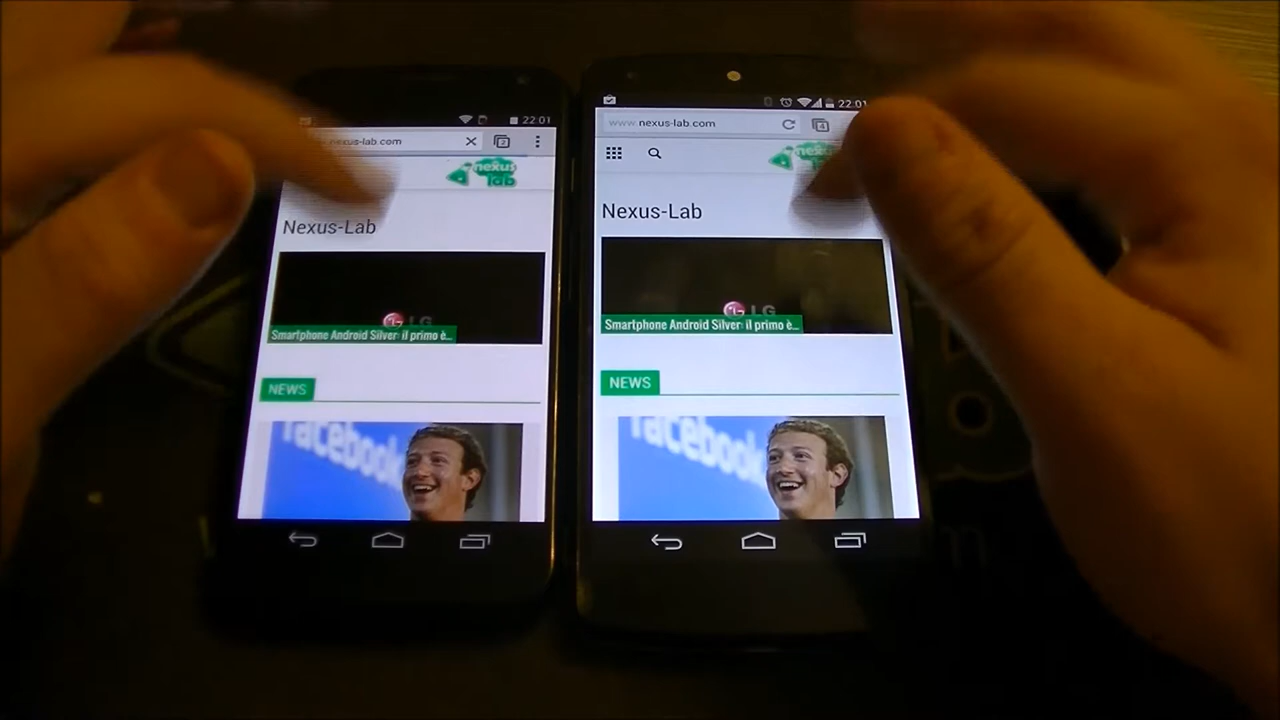 22:01
nexus-lab.com
2
nexus
lab
Nexus-Lab
LG
Smartphone Android Silver: il primo è...
NEWS
facebook
22:01
www.nexus-lab.com
4
nexus
Nexus-Lab
LG
Smartphone Android Silver: il primo è...
NEWS
facebook